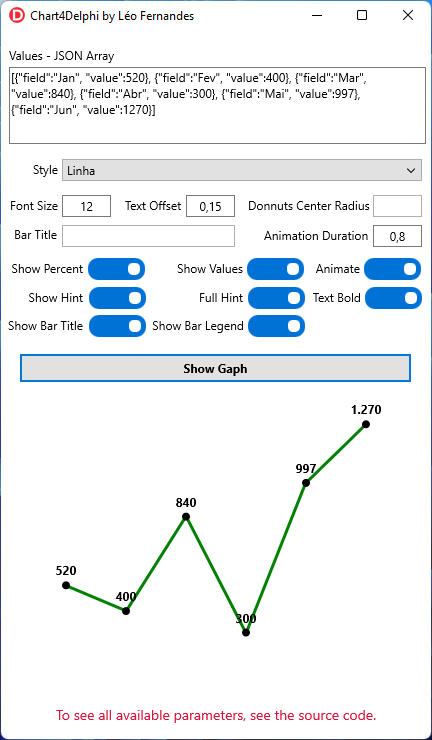 Chart4Delphi by Léo Fernandes
Values - JSON Array
[{"field":"Jan", "value":520}, {"field":"Fev", "value":400}, {"field":"Mar",
"value":840}, {"field":"Abr", "value":300}, {"field":"Mai", "value":997},
{"field":"Jun", "value":1270}]
Style Linha
Font Size 12 Text Offset 0,15 Donnuts Center Radius
Bar Title Animation Duration 0,8
Show Percent Show Values Animate
Show Hint Full Hint Text Bold
Show Bar Title Show Bar Legend
Show Gaph
1.270
997
840
520
400
300
To see all available parameters, see the source code.